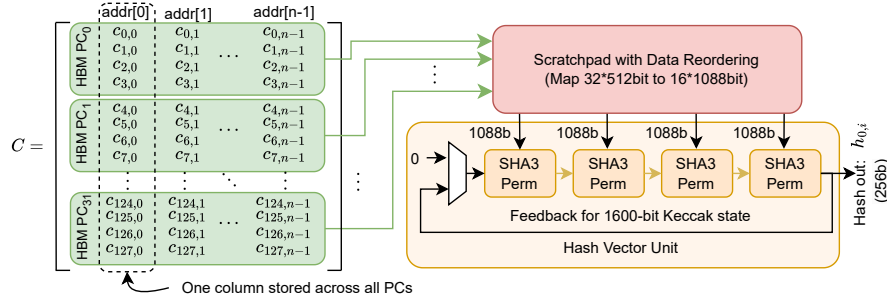 addr[0] addr[1] addr[n-1]
HBM PC0
c0,0 c0,1 ··· c0,n−1
c1,0 c1,1 c1,n−1
c2,0 c2,1 c2,n−1
c3,0 c3,1 c3,n−1
HBM PC1
c4,0 c4,1 c4,n−1
c5,0 c5,1 ··· c5,n−1
c6,0 c6,1 c6,n−1
c7,0 c7,1 c7,n−1
C =
HBM PC31
c124,0 c124,1 c124,n−1
c125,0 c125,1 ··· c125,n−1
c126,0 c126,1 c126,n−1
c127,0 c127,1 c127,n−1
One column stored across all PCs
Scratchpad with Data Reordering
(Map 32*512bit to 16*1088bit)
1088b 1088b 1088b 1088b
0
SHA3 Perm
SHA3 Perm
SHA3 Perm
SHA3 Perm
Feedback for 1600-bit Keccak state
Hash Vector Unit
Hash out: h0,i
(256b)